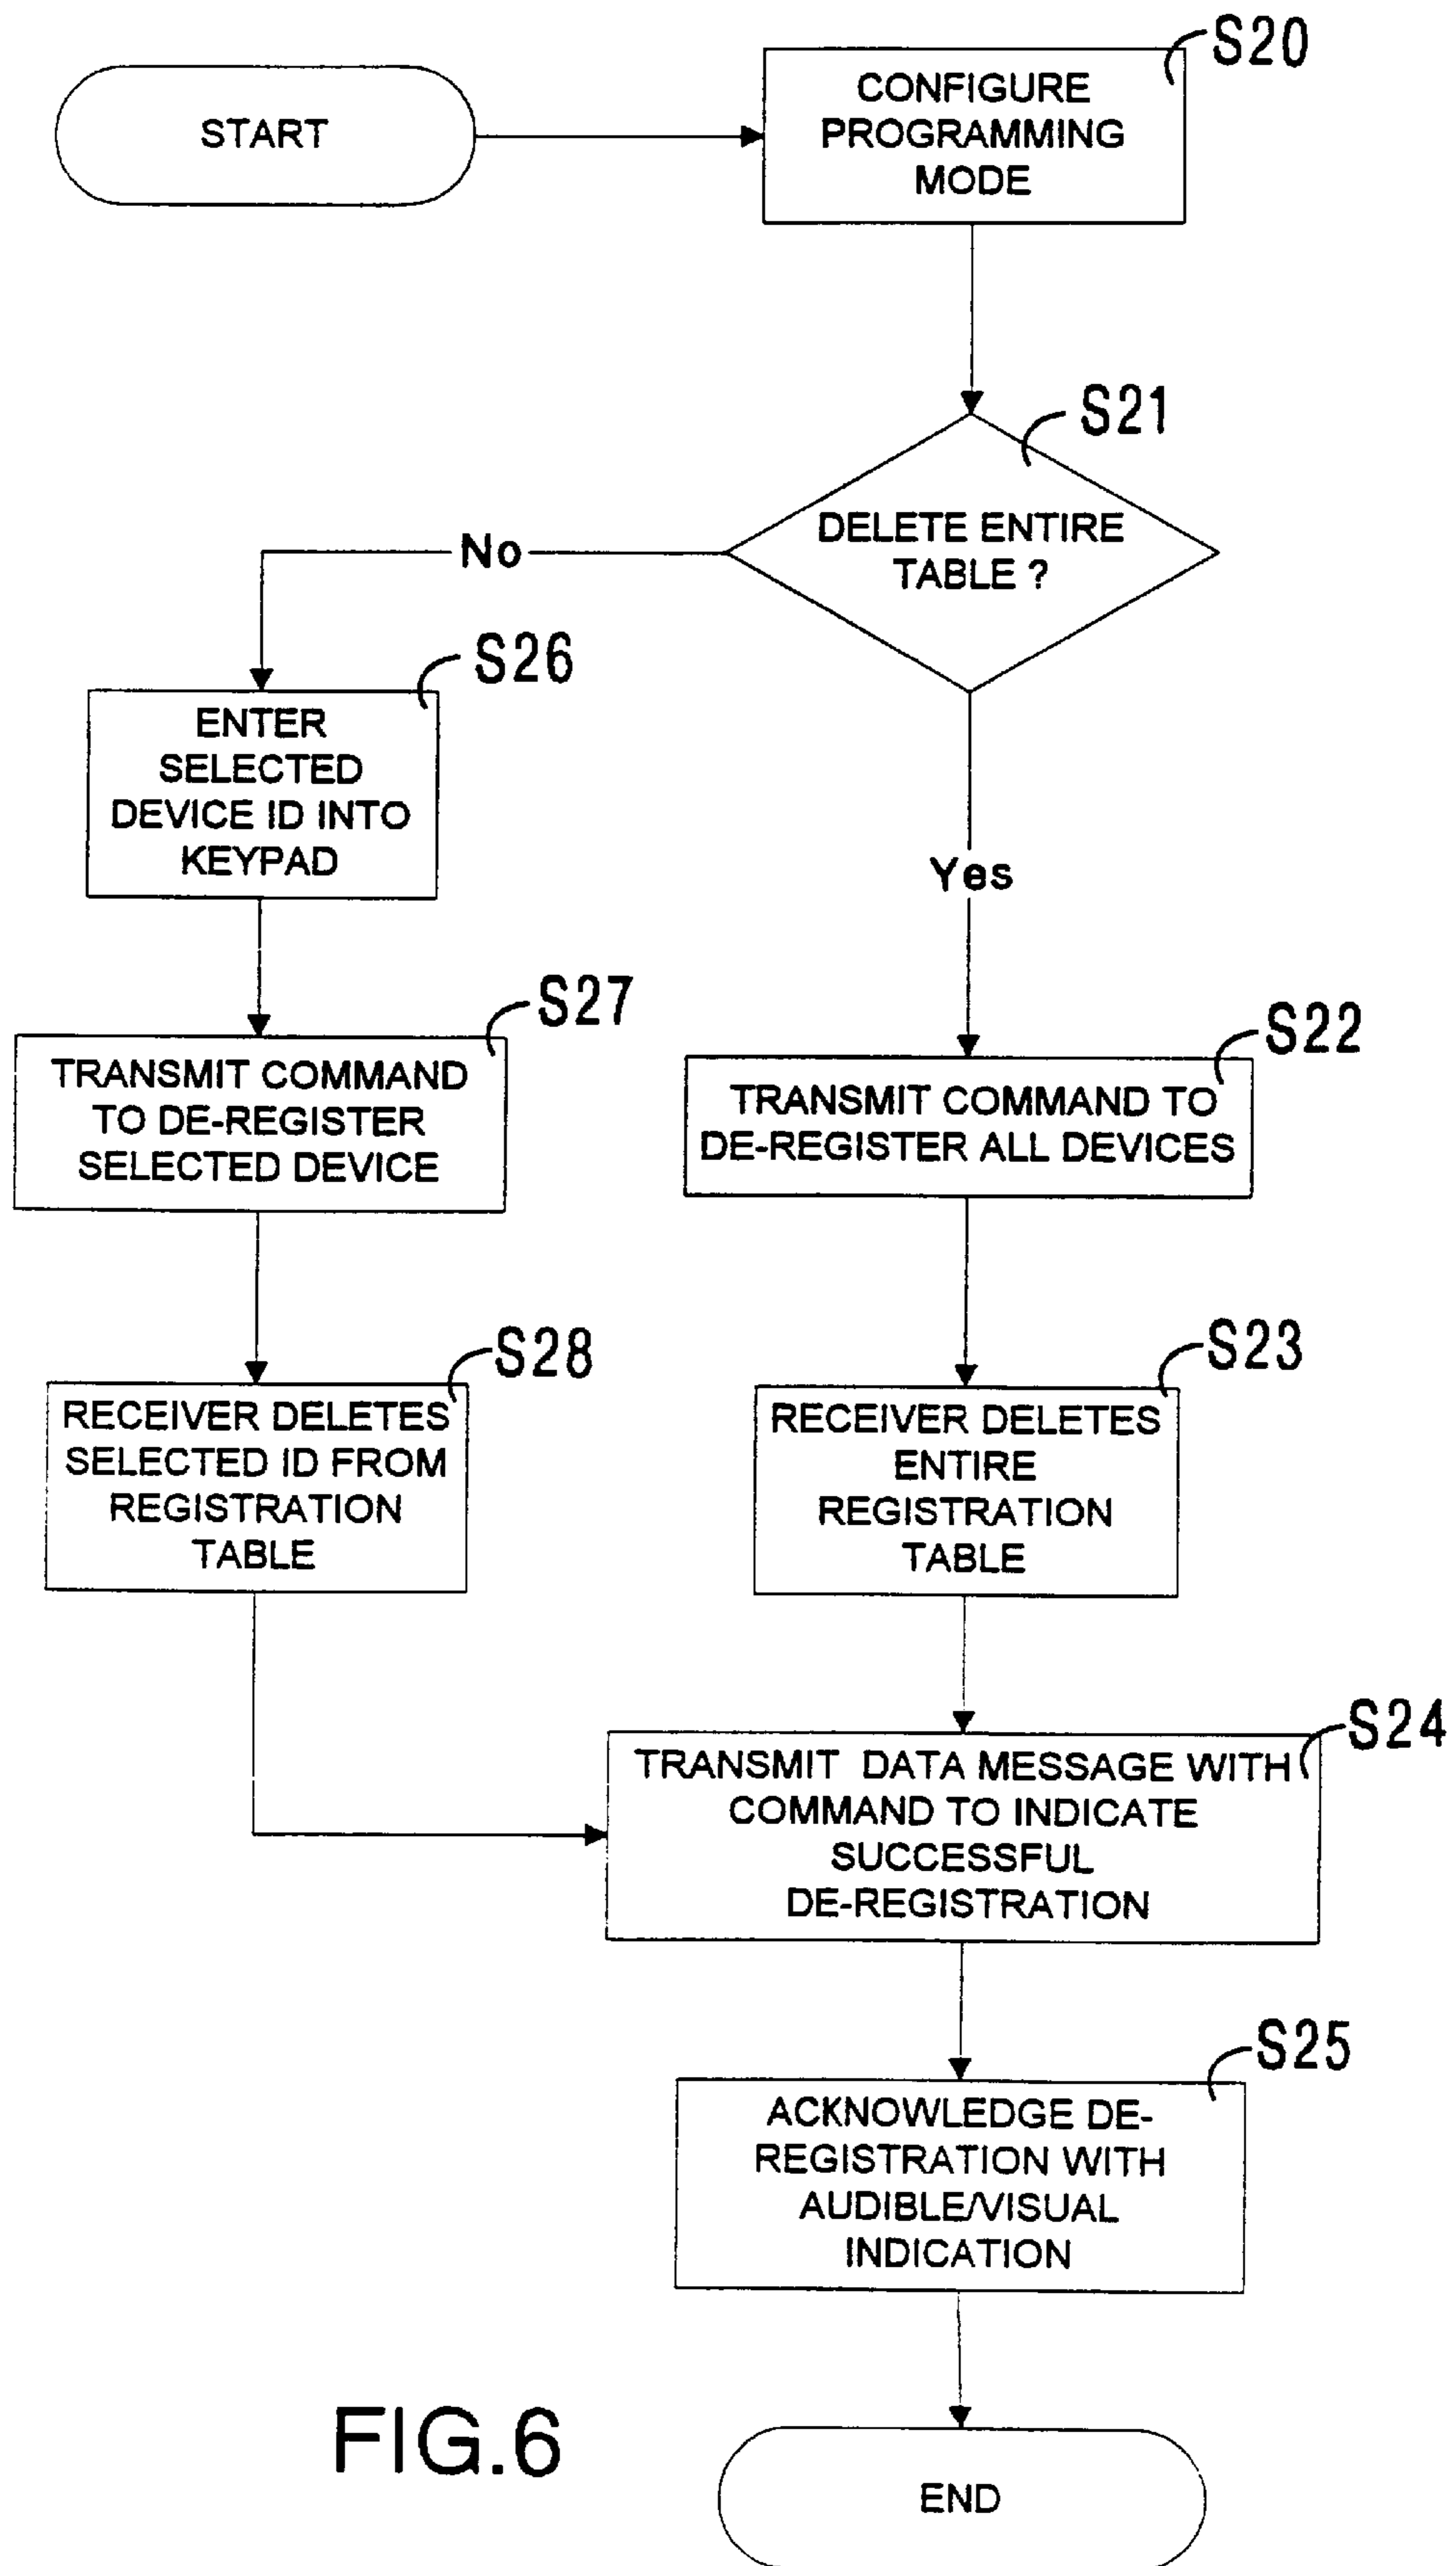 START
S20
CONFIGURE
PROGRAMMING
MODE
S21
DELETE ENTIRE
TABLE ?
No
Yes
S26
ENTER
SELECTED
DEVICE ID INTO
KEYPAD
S27
TRANSMIT COMMAND
TO DE-REGISTER
SELECTED DEVICE
S22
TRANSMIT COMMAND TO
DE-REGISTER ALL DEVICES
S28
RECEIVER DELETES
SELECTED ID FROM
REGISTRATION
TABLE
S23
RECEIVER DELETES
ENTIRE
REGISTRATION
TABLE
S24
TRANSMIT DATA MESSAGE WITH
COMMAND TO INDICATE
SUCCESSFUL
DE-REGISTRATION
S25
ACKNOWLEDGE DE-
REGISTRATION WITH
AUDIBLE/VISUAL
INDICATION
FIG.6
END